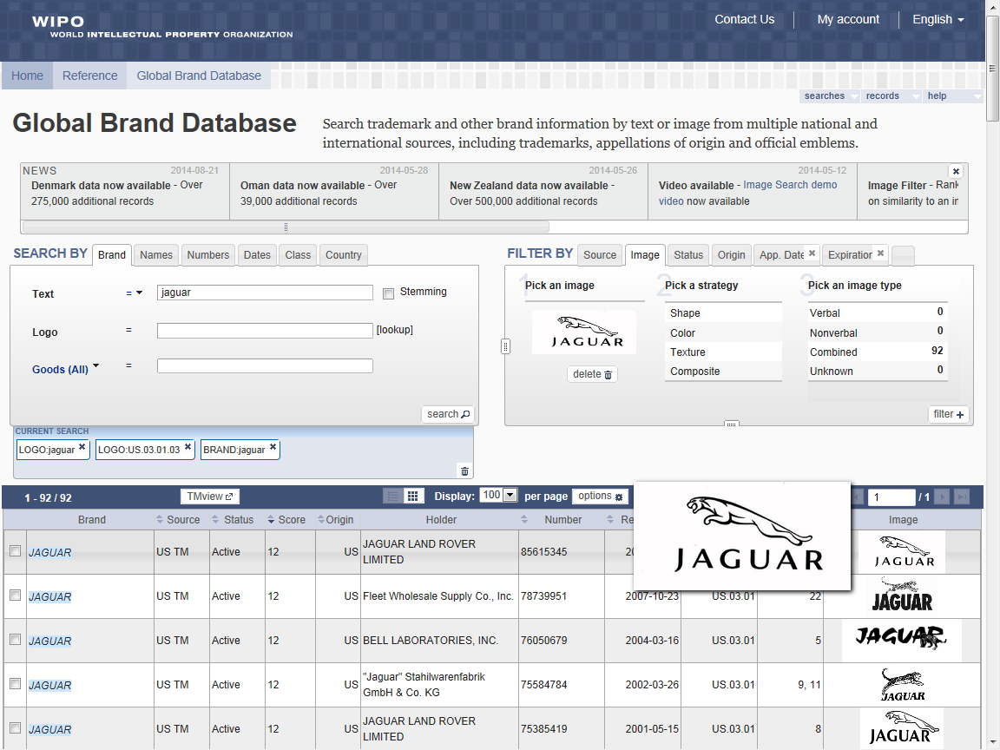 WIPO
WORLD INTELLECTUAL PROPERTY ORGANIZATION
Contact Us
My account
English
Home
Reference
Global Brand Database
searches
records
help
Global Brand Database
Search trademark and other brand information by text or image from multiple national and
international sources, including trademarks, appellations of origin and official emblems.
NEWS
2014-08-21
Denmark data now available - Over
275,000 additional records
2014-05-28
Oman data now available - Over
39,000 additional records
2014-05-26
New Zealand data now available -
Over 500,000 additional records
2014-05-12
Video available - Image Search demo
video now available
Image Filter - Rank
on similarity to an
SEARCH BY
Brand
Names
Numbers
Dates
Class
Country
Text
=
jaguar
Stemming
Logo
=
[lookup]
Goods (All)
=
search
FILTER BY
Source
Image
Status
Origin
App. Date
Expiration
1
Pick an image
JAGUAR
delete
2
Pick a strategy
Shape
Color
Texture
Composite
3
Pick an image type
Verbal 0
Nonverbal 0
Combined 92
Unknown 0
filter
CURRENT SEARCH
LOGO:jaguar
LOGO:US.03.01.03
BRAND:jaguar
1 - 92 / 92
TMview
Display: 100 per page
options
1 / 1
JAGUAR
Brand Source Status Score Origin Holder Number Re Image
JAGUAR US TM Active 12 US JAGUAR LAND ROVER
LIMITED 85615345 20 JAGUAR
JAGUAR US TM Active 12 US Fleet Wholesale Supply Co., Inc. 78739951 2007-10-23 US.03.01 22 JAGUAR
JAGUAR US TM Active 12 US BELL LABORATORIES, INC. 76050679 2004-03-16 US.03.01 5 JAGUAR
JAGUAR US TM Active 12 US "Jaguar" Stahilwarenfabrik
GmbH & Co. KG 75584784 2002-03-26 US.03.01 9, 11 JAGUAR
JAGUAR US TM Active 12 US JAGUAR LAND ROVER
LIMITED 75385419 2001-05-15 US.03.01 8 JAGUAR